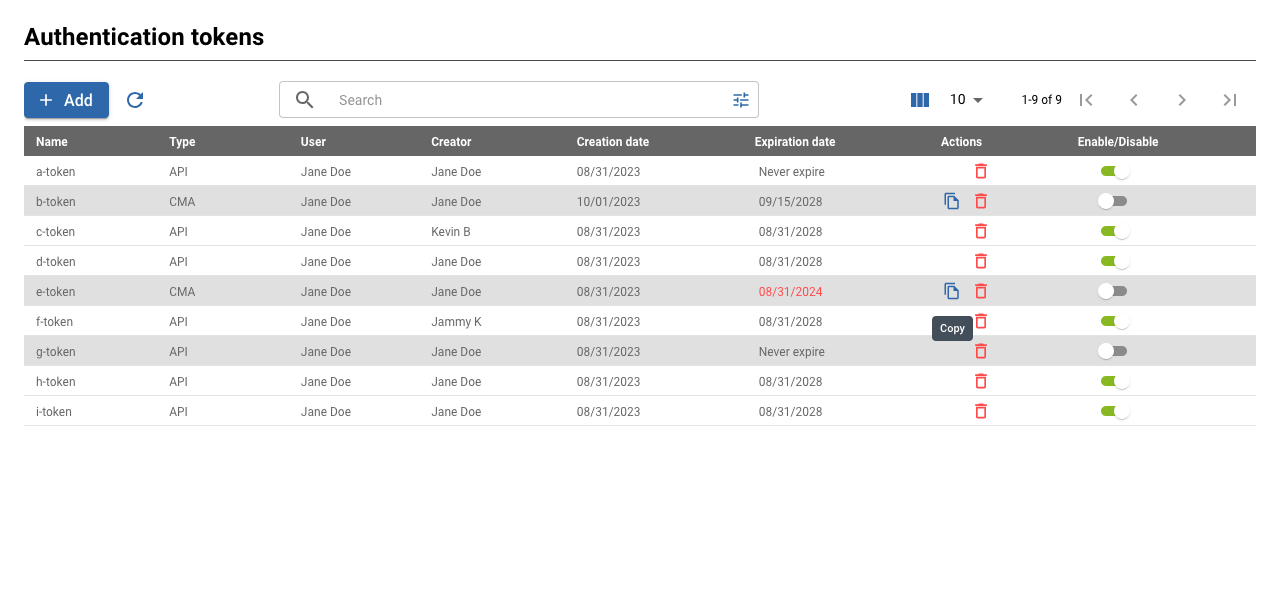 Authentication tokens
Add Search 10 1-9 of 9
Name Type User Creator Creation date Expiration date Actions Enable/Disable
a-token API Jane Doe Jane Doe 08/31/2023 Never expire
b-token CMA Jane Doe Jane Doe 10/01/2023 09/15/2028
c-token API Jane Doe Kevin B 08/31/2023 08/31/2028
d-token API Jane Doe Jane Doe 08/31/2023 08/31/2028
e-token CMA Jane Doe Jane Doe 08/31/2023 08/31/2024
f-token API Jane Doe Jammy K 08/31/2023 08/31/2028
Copy
g-token API Jane Doe Jane Doe 08/31/2023 Never expire
h-token API Jane Doe Jane Doe 08/31/2023 08/31/2028
i-token API Jane Doe Jane Doe 08/31/2023 08/31/2028